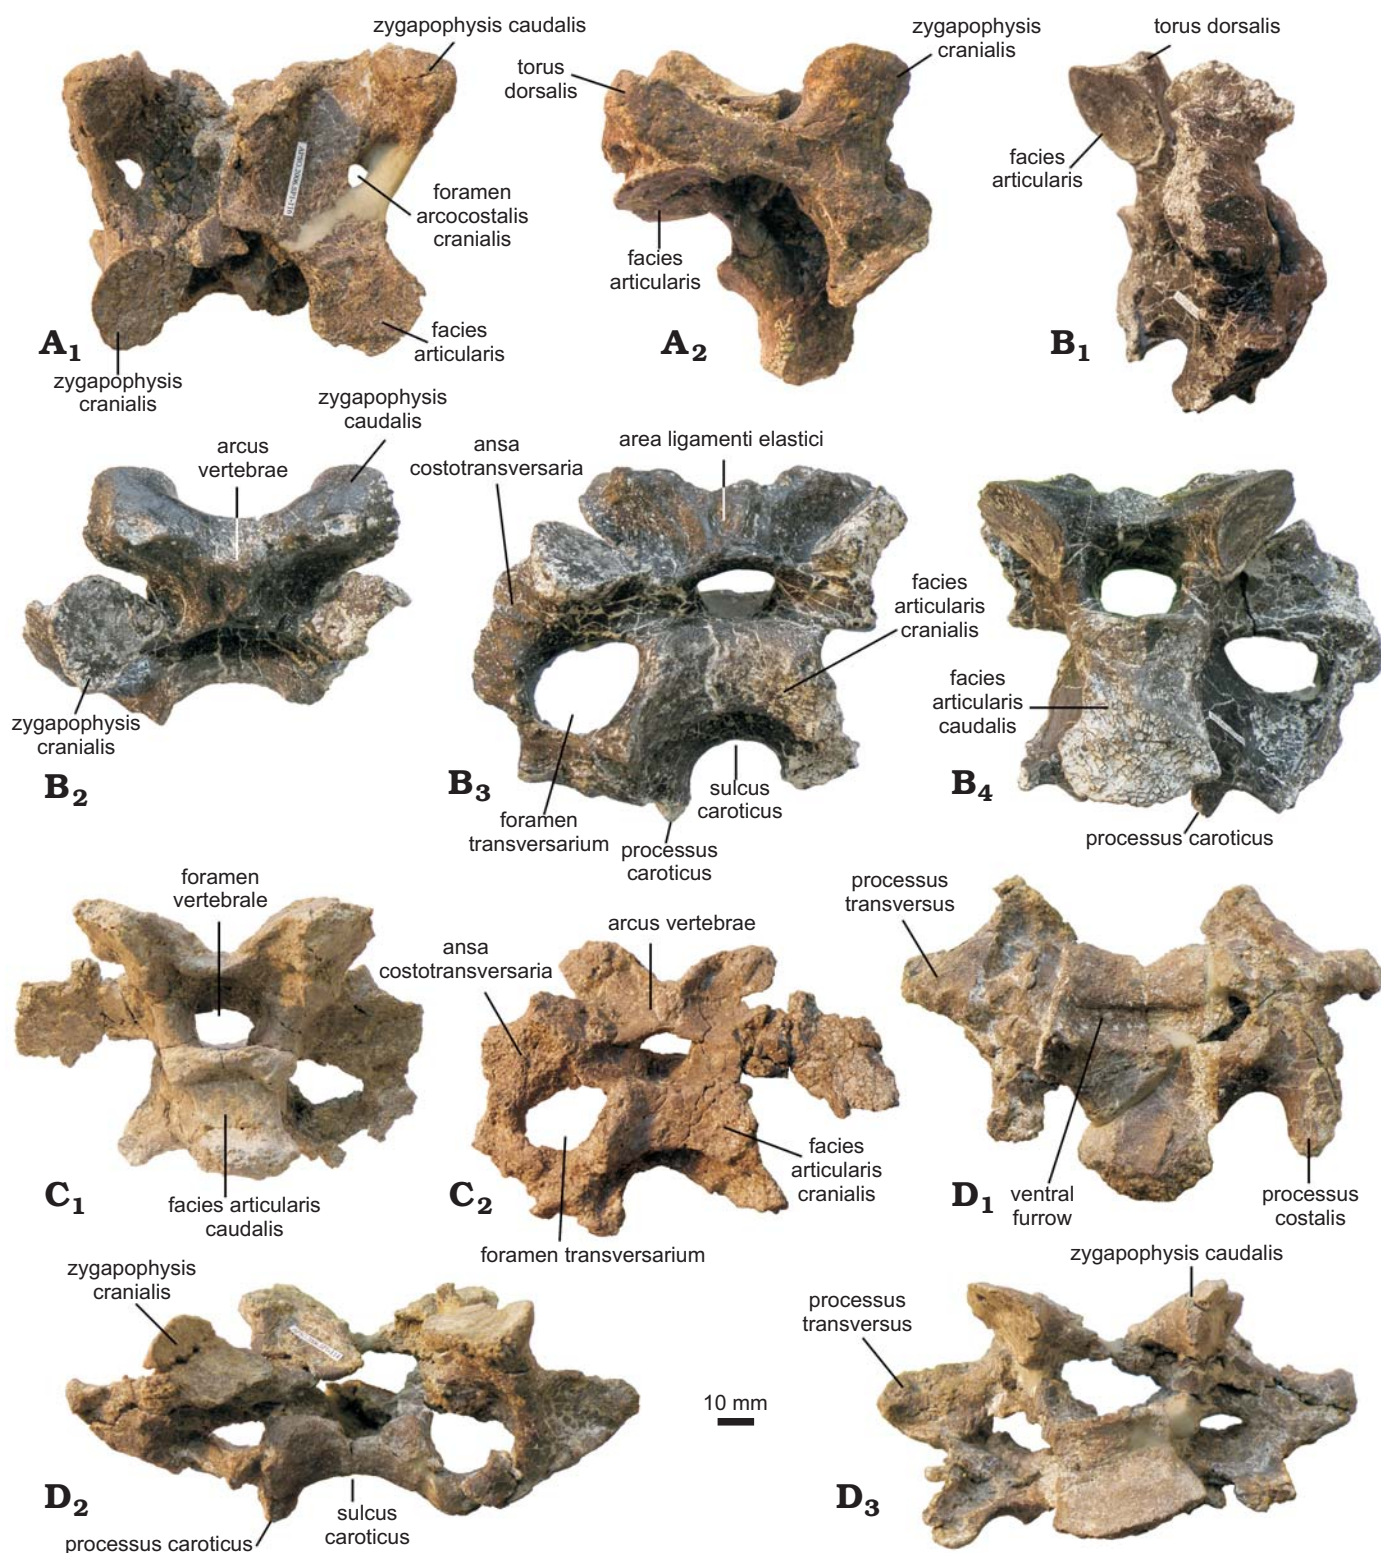 zygapophysis caudalis
torus
dorsalis
zygapophysis
cranialis
torus dorsalis
facies
articularis
foramen
arcocostalis
cranialis
facies
articularis
facies
articularis
zygapophysis
cranialis
A1
A2
B1
zygapophysis
caudalis
arcus
vertebrae
ansa
costotransversaria
area ligamenti elastici
facies
articularis
cranialis
facies
articularis
caudalis
zygapophysis
cranialis
sulcus
caroticus
foramen
transversarium
processus
caroticus
processus caroticus
B2
B3
B4
foramen
vertebrale
ansa
costotransversaria
arcus vertebrae
processus
transversus
facies articularis
caudalis
facies
articularis
cranialis
foramen transversarium
ventral
furrow
processus
costalis
C1
C2
D1
zygapophysis
cranialis
zygapophysis caudalis
processus
transversus
10 mm
sulcus
caroticus
processus caroticus
D2
D3